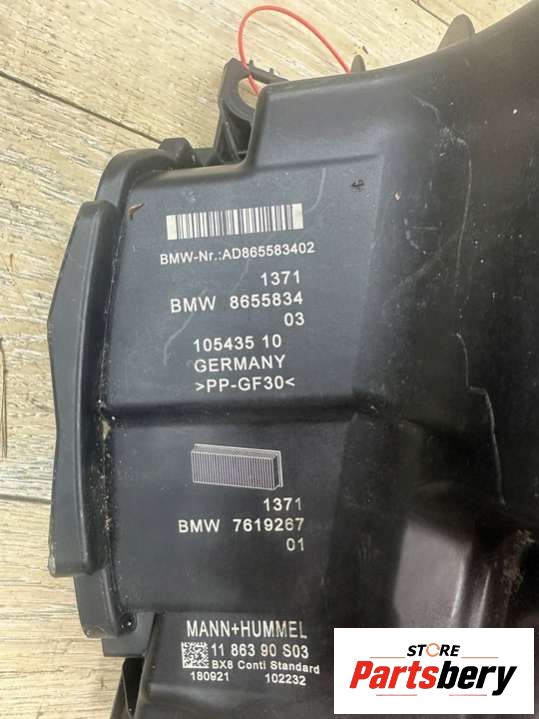 BMW-Nr.:AD865583402
1371
BMW 8655834
03
105435 10
GERMANY
>PP-GF30<
1371
BMW 7619267
01
MANN+HUMMEL
11 863 90 S03
BX8 Conti Standard
180921 102232
STORE
Partsbery